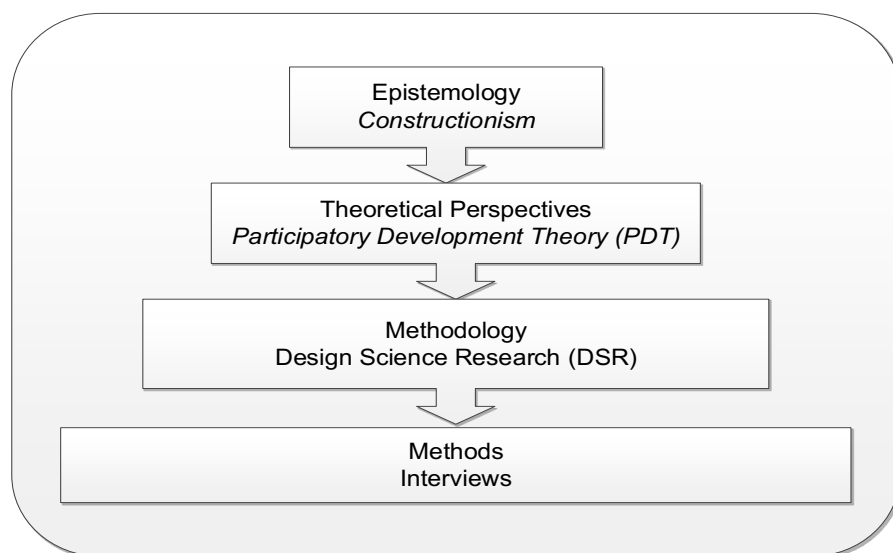 Epistemology
Constructionism
Theoretical Perspectives
Participatory Development Theory (PDT)
Methodology
Design Science Research (DSR)
Methods
Interviews